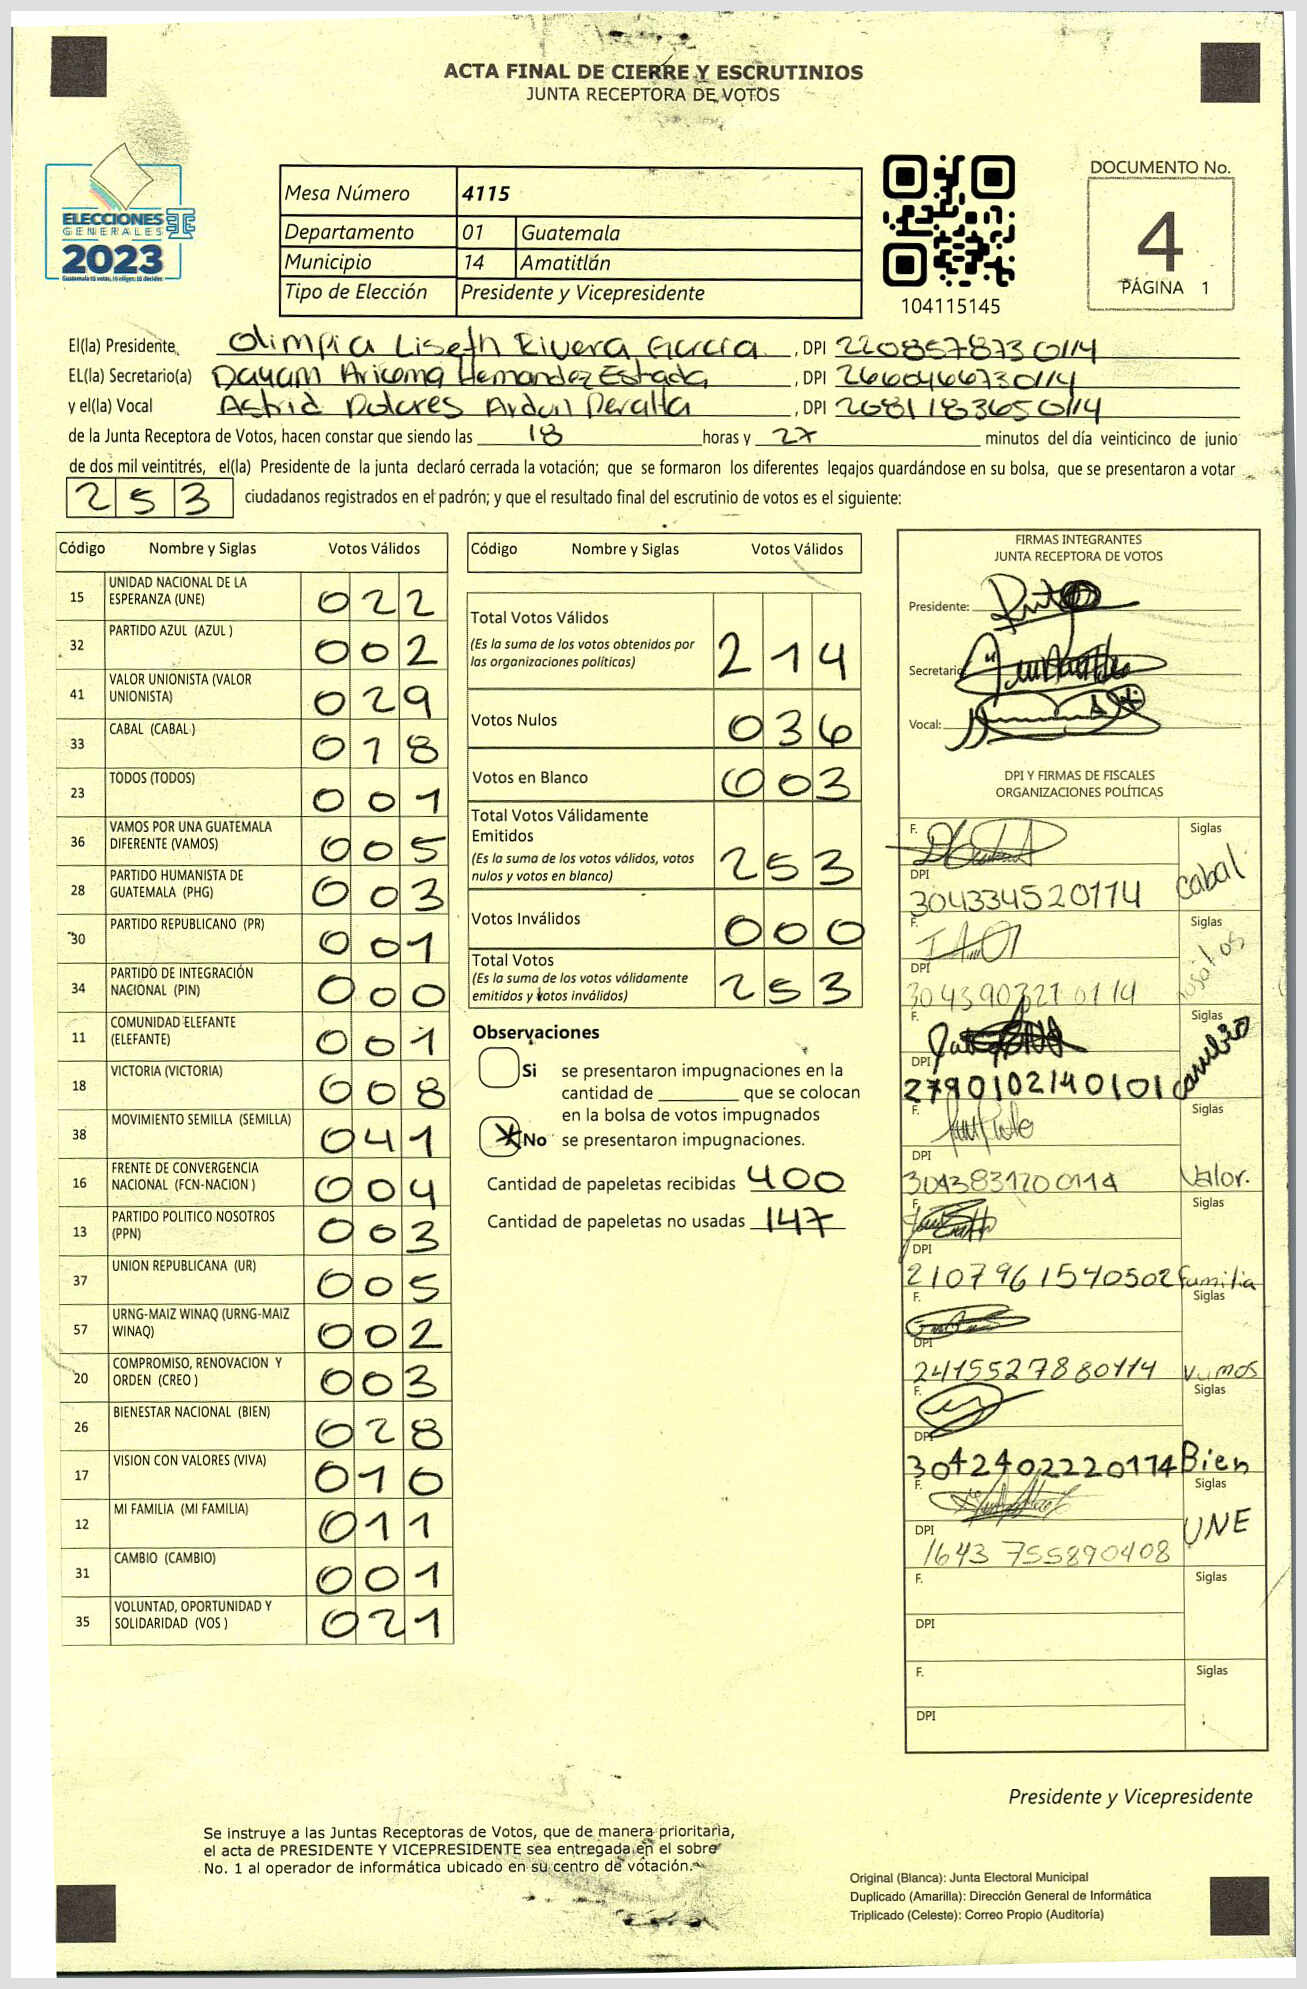 ACTA FINAL DE CIERRE Y ESCRUTINIOS
JUNTA RECEPTORA DE VOTOS
ELECCIONES
GENERALES
2023
Mesa Número 4115
Departamento 01 Guatemala
Municipio 14 Amatitlán
Tipo de Elección Presidente y Vicepresidente
104115145
DOCUMENTO No.
4
PÁGINA 1
El(la) Presidente Olimpia Liseth Rivera Garcia, DPI 2208578730114
EL(la) Secretario(a) Hernandez Estrada, DPI 2660466730114
y el(la) Vocal Astrid Dolores Ardun Peralta, DPI 2081183650114
de la Junta Receptora de Votos, hacen constar que siendo las 18 horas y 27 minutos del día veinticinco de junio
de dos mil veintitrés, el(la) Presidente de la junta declaró cerrada la votación; que se formaron los diferentes legajos guardándose en su bolsa, que se presentaron a votar
253 ciudadanos registrados en el padrón; y que el resultado final del escrutinio de votos es el siguiente:
Código Nombre y Siglas Votos Válidos
15 UNIDAD NACIONAL DE LA ESPERANZA (UNE) 022
32 PARTIDO AZUL (AZUL ) 002
41 VALOR UNIONISTA (VALOR UNIONISTA) 029
33 CABAL (CABAL ) 018
23 TODOS (TODOS) 001
36 VAMOS POR UNA GUATEMALA DIFERENTE (VAMOS) 005
28 PARTIDO HUMANISTA DE GUATEMALA (PHG) 003
30 PARTIDO REPUBLICANO (PR) 001
34 PARTIDO DE INTEGRACIÓN NACIONAL (PIN) 000
11 COMUNIDAD ELEFANTE (ELEFANTE) 001
18 VICTORIA (VICTORIA) 008
38 MOVIMIENTO SEMILLA (SEMILLA) 041
16 FRENTE DE CONVERGENCIA NACIONAL (FCN-NACION ) 004
13 PARTIDO POLITICO NOSOTROS (PPN) 003
37 UNION REPUBLICANA (UR) 005
57 URNG-MAIZ WINAQ (URNG-MAIZ WINAQ) 002
20 COMPROMISO, RENOVACION Y ORDEN (CREO ) 003
26 BIENESTAR NACIONAL (BIEN) 028
17 VISION CON VALORES (VIVA) 010
12 MI FAMILIA (MI FAMILIA) 011
31 CAMBIO (CAMBIO) 001
35 VOLUNTAD, OPORTUNIDAD Y SOLIDARIDAD (VOS ) 021
Código Nombre y Siglas Votos Válidos
Total Votos Válidos 214
(Es la suma de los votos obtenidos por
las organizaciones políticas)
Votos Nulos 036
Votos en Blanco 003
Total Votos Válidamente
Emitidos 253
(Es la suma de los votos válidos, votos
nulos y votos en blanco)
Votos Inválidos 000
Total Votos 253
(Es la suma de los votos válidamente
emitidos y votos inválidos)
Observaciones
Si se presentaron impugnaciones en la
cantidad de ________ que se colocan
en la bolsa de votos impugnados
No se presentaron impugnaciones.
Cantidad de papeletas recibidas 400
Cantidad de papeletas no usadas 147
FIRMAS INTEGRANTES
JUNTA RECEPTORA DE VOTOS
Presidente:
Secretario
Vocal:
DPI Y FIRMAS DE FISCALES
ORGANIZACIONES POLÍTICAS
F. Siglas
DPI 304334520114 Cabal
F. Siglas
DPI 3043903210114
F. Siglas
DPI 2790102140101 Cambio
F. Siglas
DPI 3043831200114 Valor.
F. Siglas
DPI 2107961540502 Familia
F. Siglas
DPI 2415527880114 Vamos
F. Siglas
DPI 3042402220114 Bien
F. Siglas
DPI 1643 755890408 UNE
F. Siglas
DPI
F. Siglas
DPI
Presidente y Vicepresidente
Se instruye a las Juntas Receptoras de Votos, que de manera prioritaria,
el acta de PRESIDENTE Y VICEPRESIDENTE sea entregada en el sobre
No. 1 al operador de informática ubicado en su centro de votación.
Original (Blanca): Junta Electoral Municipal
Duplicado (Amarilla): Dirección General de Informática
Triplicado (Celeste): Correo Propio (Auditoría)